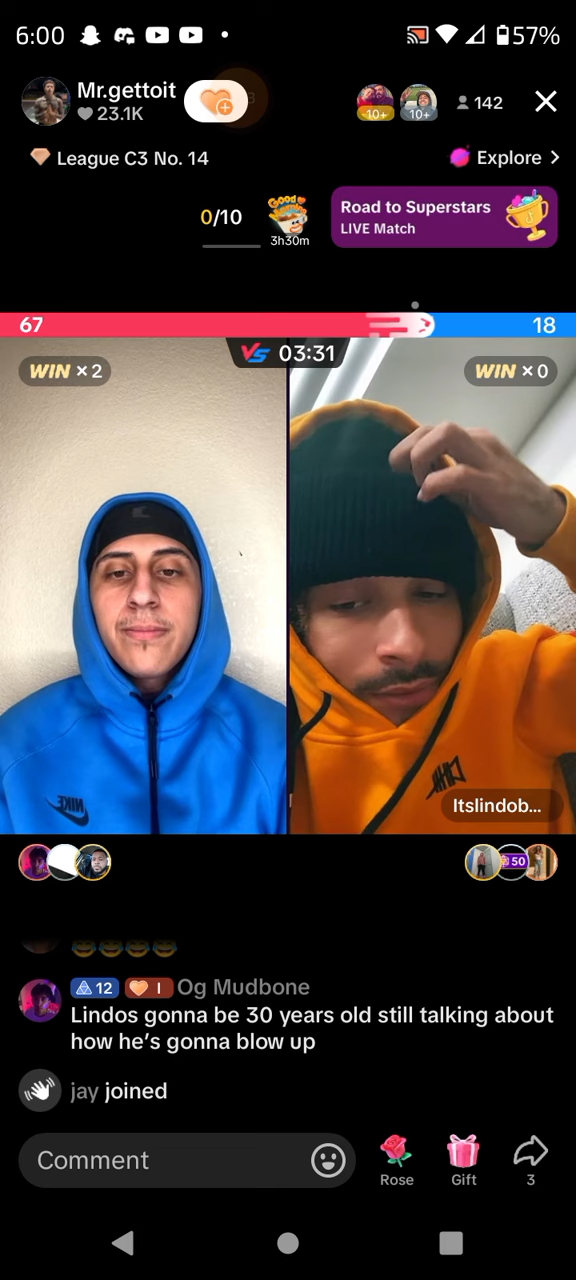 6:00
57%
Mr.gettoit
23.1K
10+
10+
142
League C3 No. 14
Explore
0/10
3h30m
Road to Superstars
LIVE Match
67
18
VS 03:31
WIN ×2
WIN ×0
NIKE
Itslindob...
50
12 I Og Mudbone
Lindos gonna be 30 years old still talking about
how he's gonna blow up
jay joined
Comment
Rose
Gift
3